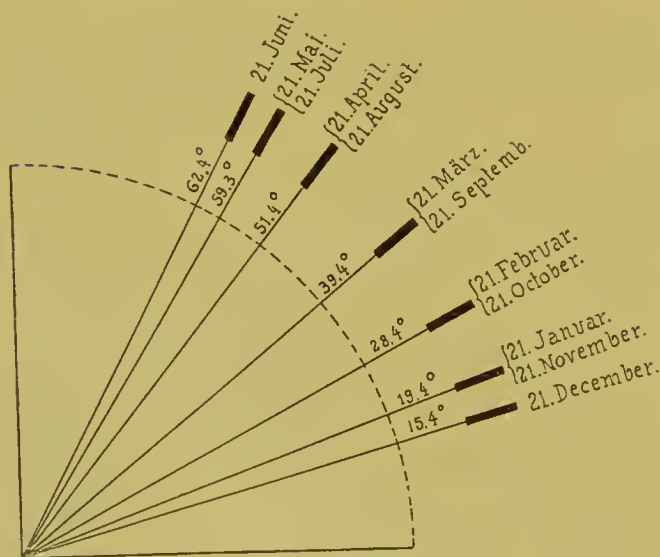 21. Juni.
62,4°
{21. Mai.
{21. Juli.
59.3°
{21. April.
{21. August.
51.4°
{21. März.
{21. Septemb.
39.4°
{21. Februar.
{21. October.
28.4°
{21. Januar.
{21. November.
19.4°
21. December.
15.4°